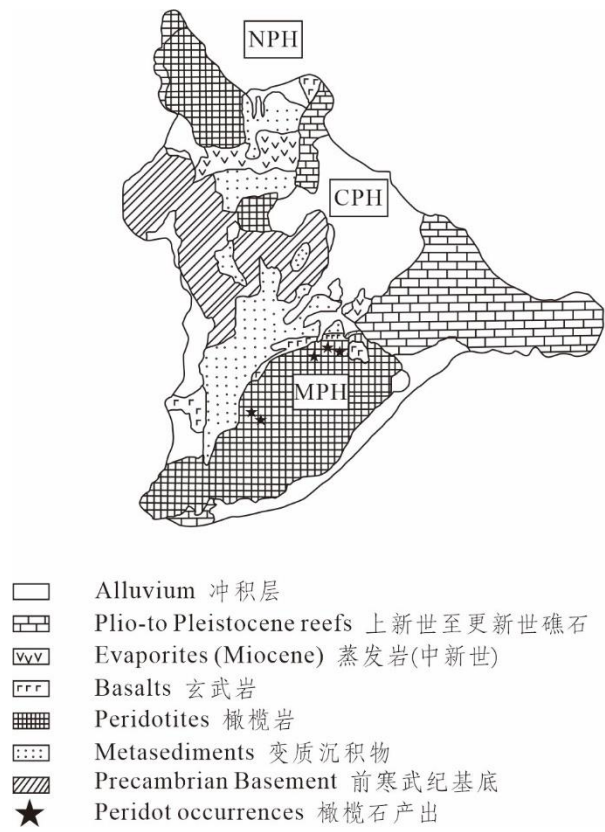 NPH
CPH
MPH
Alluvium 冲积层
Plio-to Pleistocene reefs 上新世至更新世礁石
Evaporites (Miocene) 蒸发岩(中新世)
Basalts 玄武岩
Peridotites 橄榄岩
Metasediments 变质沉积物
Precambrian Basement 前寒武纪基底
Peridot occurrences 橄榄石产出